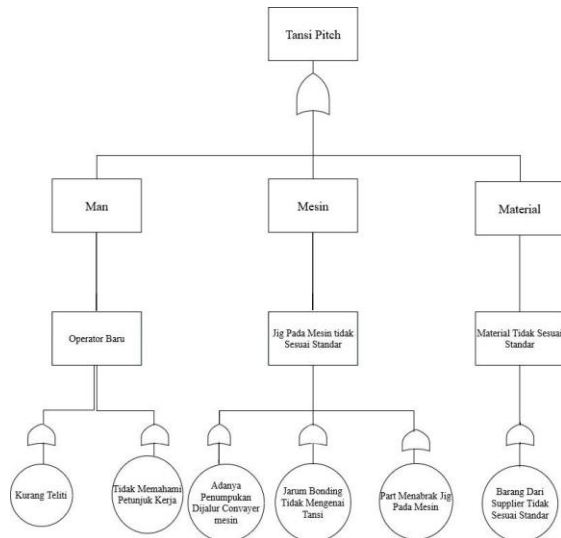 Tansi Pitch
Man
Mesin
Material
Operator Baru
Jig Pada Mesin tidak
Sesuai Standar
Material Tidak Sesuai
Standar
Kurang Teliti
Tidak Memahami
Petunjuk Kerja
Adanya
Penumpukan
Dijalur Convayer
mesin
Jarum Bonding
Tidak Mengenai
Tansi
Part Menabrak Jig
Pada Mesin
Barang Dari
Supplier Tidak
Sesuai Standar